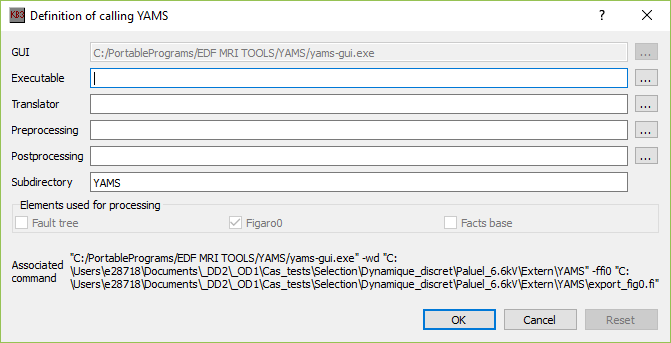 KB3 Definition of calling YAMS
GUI C:/PortablePrograms/EDF MRI TOOLS/YAMS/yams-gui.exe ...
Executable ...
Translator ...
Preprocessing ...
Postprocessing ...
Subdirectory YAMS
Elements used for processing
Fault tree Figaro0 Facts base
Associated command "C:/PortablePrograms/EDF MRI TOOLS/YAMS/yams-gui.exe" -wd "C:
\Users\e28718\Documents\_DD2\_OD1\Cas_tests\Selection\Dynamique_discret\Paluel_6.6kV\Extern\YAMS" -ffi0 "C:
\Users\e28718\Documents\_DD2\_OD1\Cas_tests\Selection\Dynamique_discret\Paluel_6.6kV\Extern\YAMS\export_fig0.fi"
OK Cancel Reset